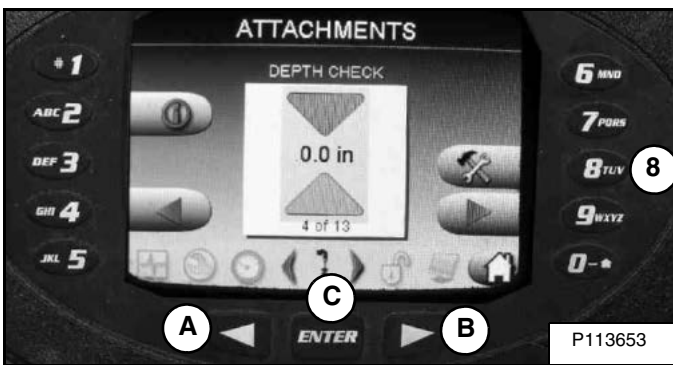 ATTACHMENTS
DEPTH CHECK
0.0 in
4 of 13
# 1
ABC 2
DEF 3
GHI 4
JKL 5
6 MNO
7 PQRS
8 TUV
9 WXYZ
0-*
8
A
C
B
ENTER
P113653